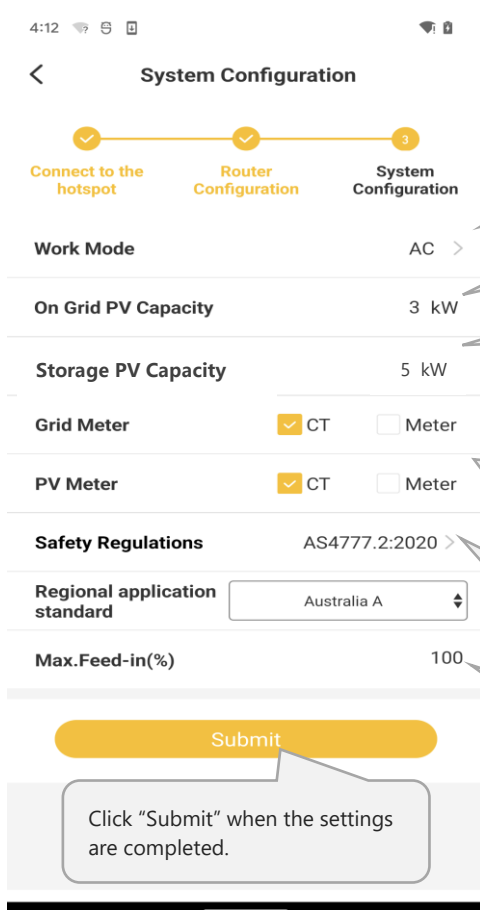 4:12
System Configuration
3
Connect to the
hotspot
Router
Configuration
System
Configuration
Work Mode AC >
On Grid PV Capacity 3 kW
Storage PV Capacity 5 kW
Grid Meter CT Meter
PV Meter CT Meter
Safety Regulations AS4777.2:2020 >
Regional application
standard
Australia A
Max.Feed-in(%) 100
Submit
Click “Submit” when the settings
are completed.